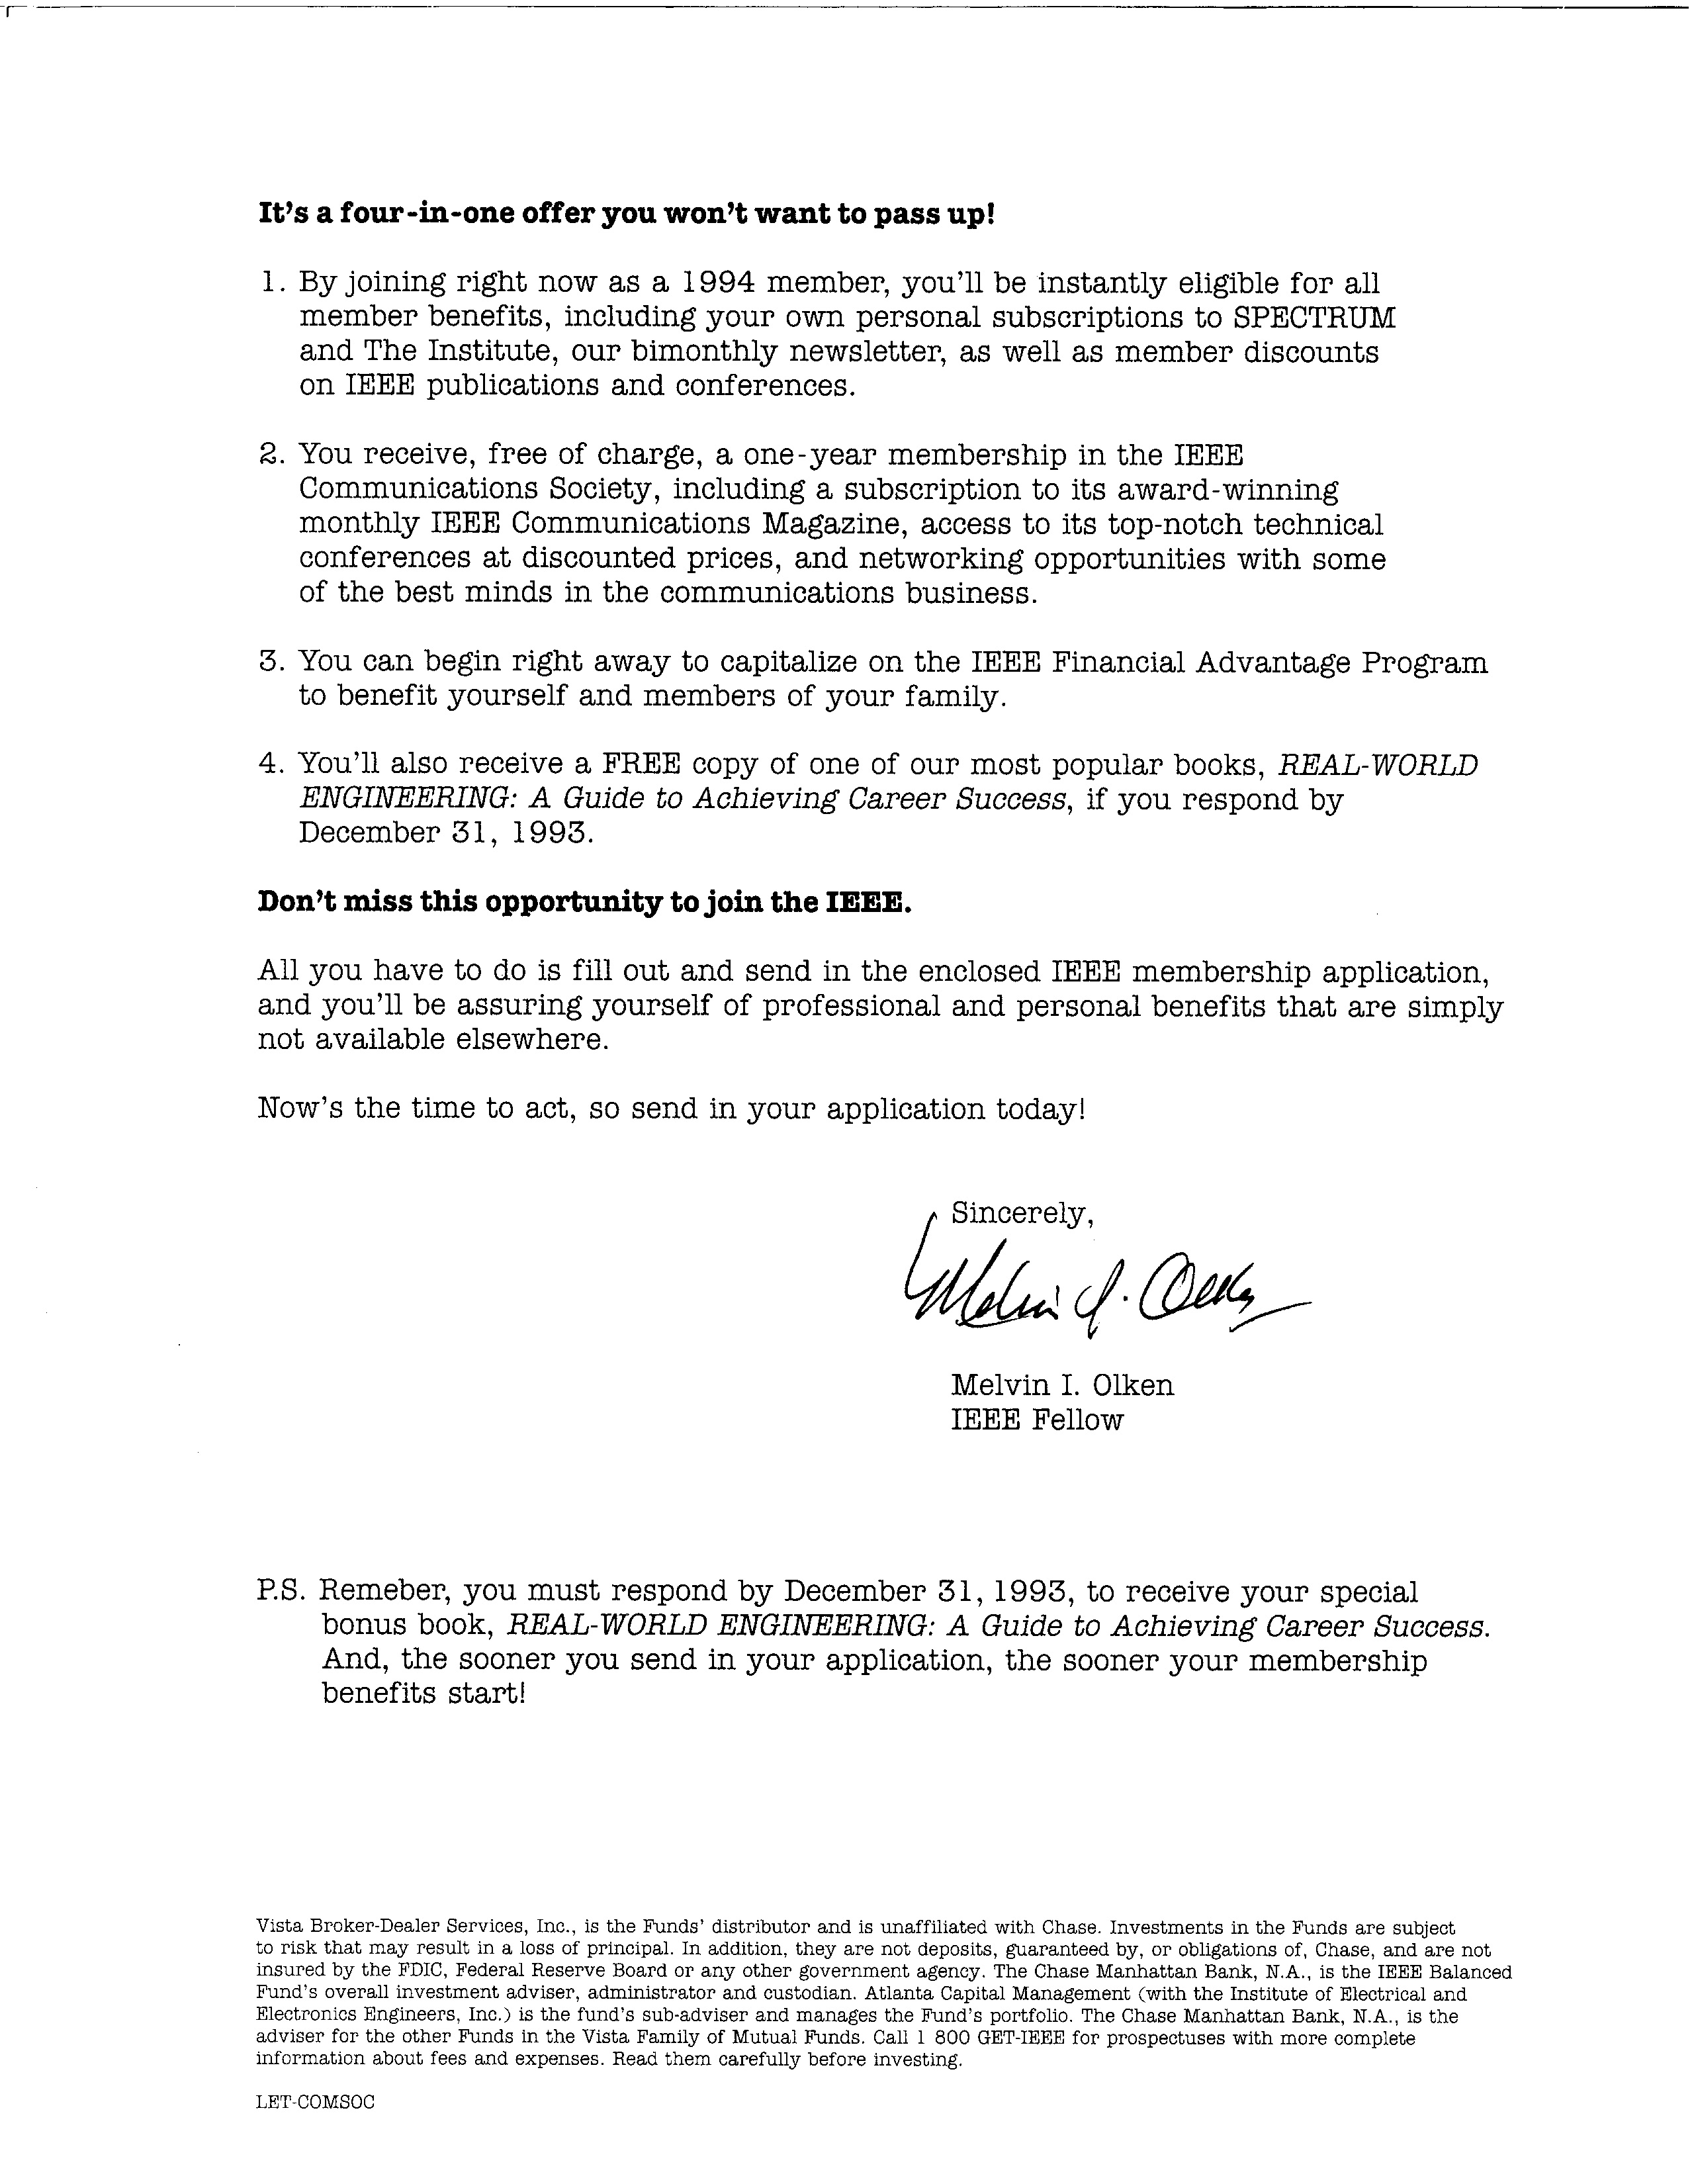 It's a four-in-one offer you won't want to pass up!
1. By joining right now as a 1994 member, you'll be instantly eligible for all
member benefits, including your own personal subscriptions to SPECTRUM
and The Institute, our bimonthly newsletter, as well as member discounts
on IEEE publications and conferences.
2. You receive, free of charge, a one-year membership in the IEEE
Communications Society, including a subscription to its award-winning
monthly IEEE Communications Magazine, access to its top-notch technical
conferences at discounted prices, and networking opportunities with some
of the best minds in the communications business.
3. You can begin right away to capitalize on the IEEE Financial Advantage Program
to benefit yourself and members of your family.
4. You'll also receive a FREE copy of one of our most popular books, REAL-WORLD
ENGINEERING: A Guide to Achieving Career Success, if you respond by
December 31, 1993.
Don't miss this opportunity to join the IEEE.
All you have to do is fill out and send in the enclosed IEEE membership application,
and you'll be assuring yourself of professional and personal benefits that are simply
not available elsewhere.
Now's the time to act, so send in your application today!
Sincerely,
Melvin I. Olken
Melvin I. Olken
IEEE Fellow
P.S. Remeber, you must respond by December 31, 1993, to receive your special
bonus book, REAL-WORLD ENGINEERING: A Guide to Achieving Career Success.
And, the sooner you send in your application, the sooner your membership
benefits start!
Vista Broker-Dealer Services, Inc., is the Funds' distributor and is unaffiliated with Chase. Investments in the Funds are subject
to risk that may result in a loss of principal. In addition, they are not deposits, guaranteed by, or obligations of, Chase, and are not
insured by the FDIC, Federal Reserve Board or any other government agency. The Chase Manhattan Bank, N.A., is the IEEE Balanced
Fund's overall investment adviser, administrator and custodian. Atlanta Capital Management (with the Institute of Electrical and
Electronics Engineers, Inc.) is the fund's sub-adviser and manages the Fund's portfolio. The Chase Manhattan Bank, N.A., is the
adviser for the other Funds in the Vista Family of Mutual Funds. Call 1 800 GET-IEEE for prospectuses with more complete
information about fees and expenses. Read them carefully before investing.
LET-COMSOC